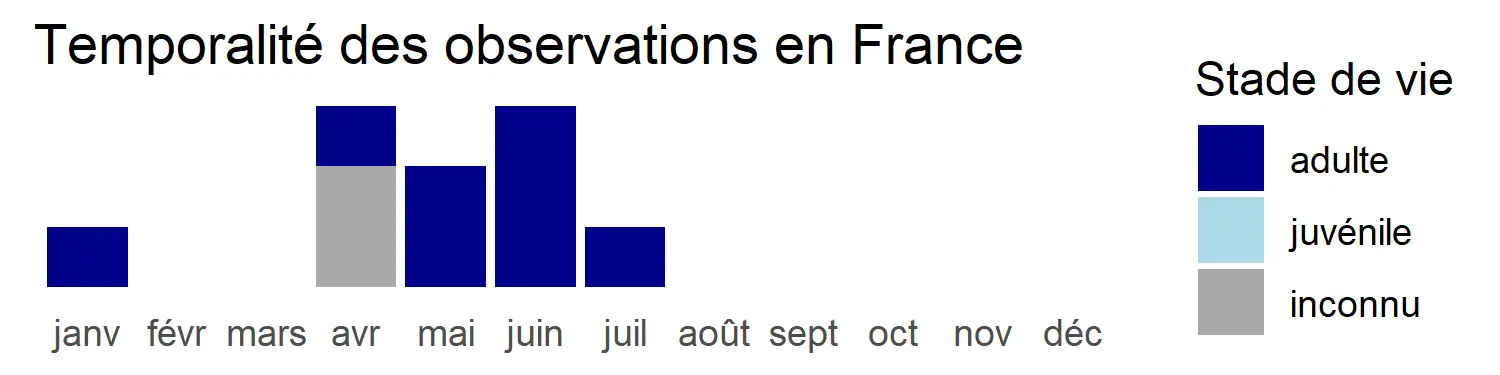 Temporalité des observations en France
janv févr mars avr mai juin juil août sept oct nov déc
Stade de vie
adulte
juvénile
inconnu